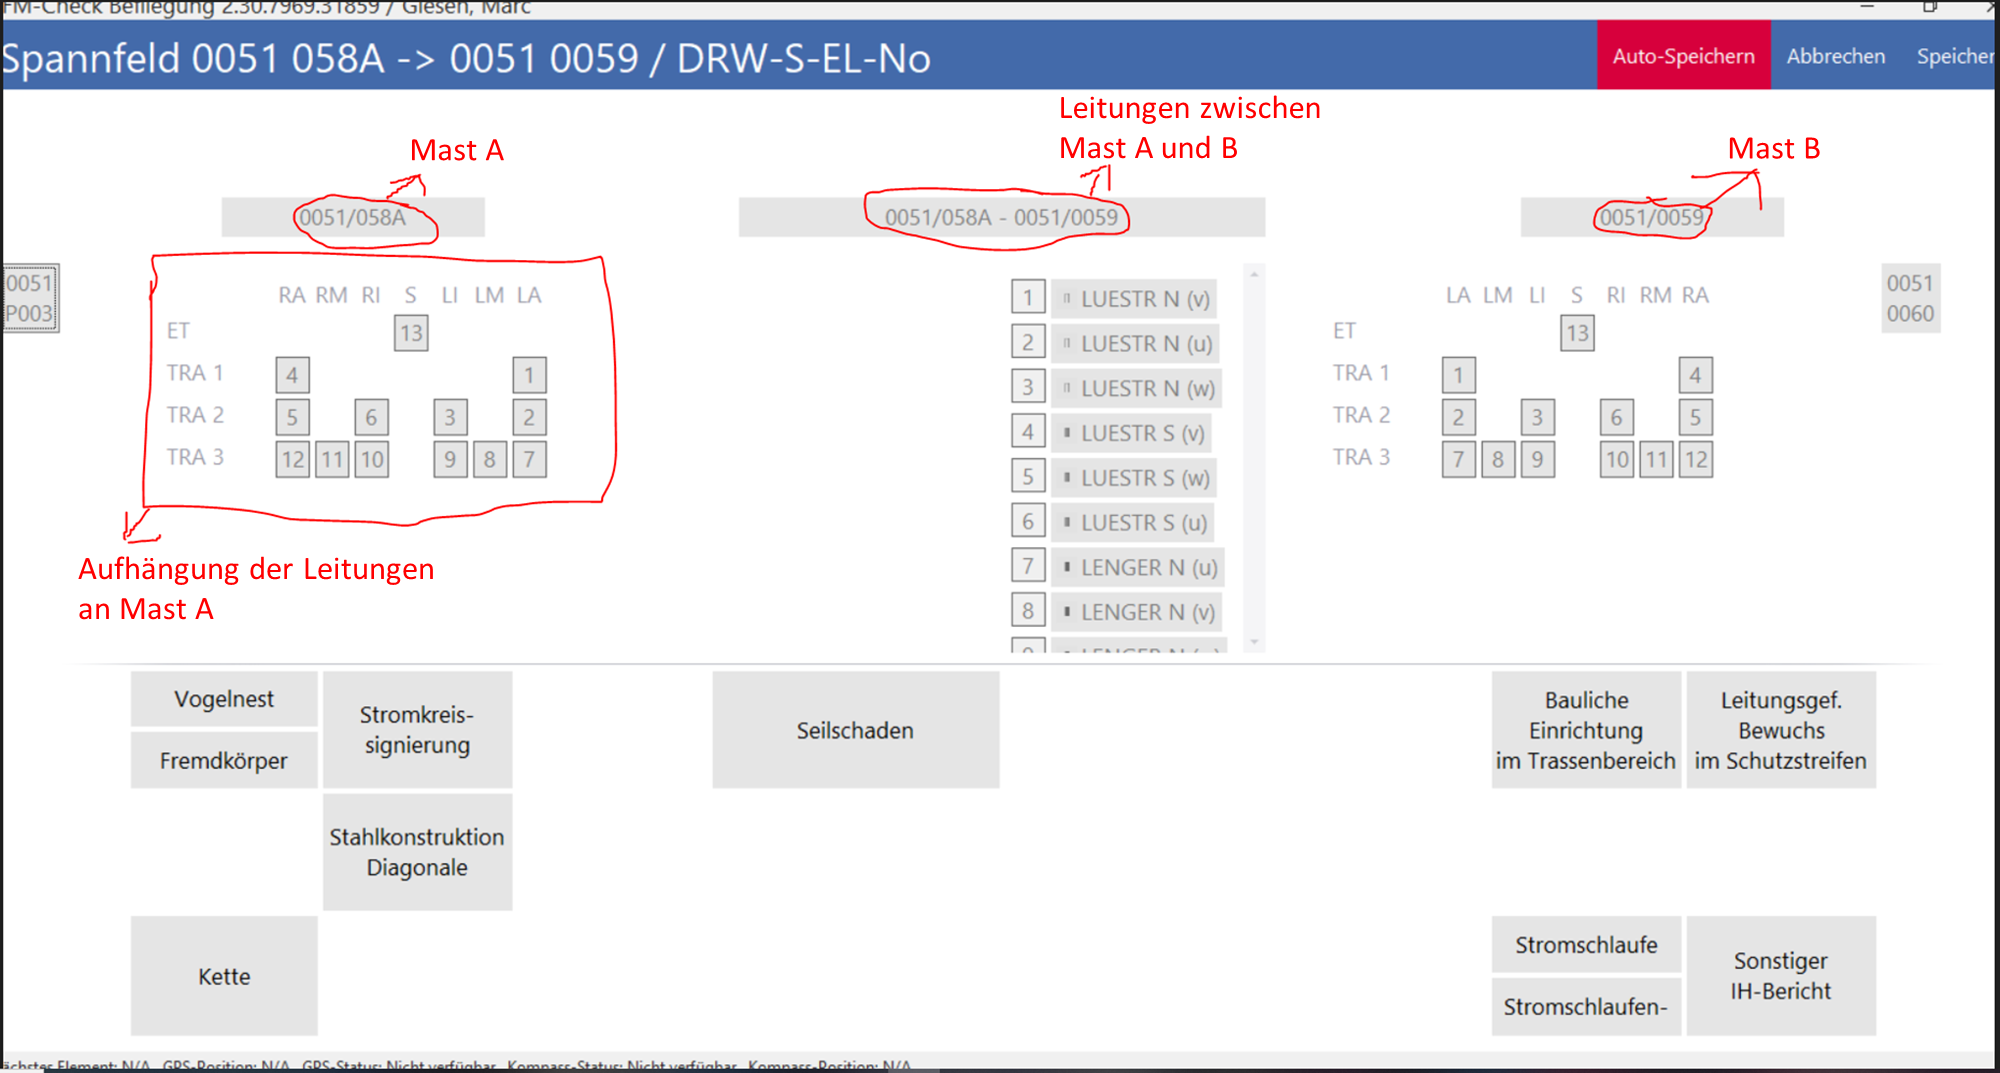 FM-Check Befliegung 2.30.7969.31859 / Giesen, Marc
Spannfeld 0051 058A -> 0051 0059 / DRW-S-EL-No
Auto-Speichern Abbrechen Speicher
Mast A
Leitungen zwischen
Mast A und B
Mast B
0051/058A
0051/058A - 0051/0059
0051/0059
0051
P003
RA RM RI S LI LM LA
ET 13
TRA 1 4 1
TRA 2 5 6 3 2
TRA 3 12 11 10 9 8 7
Aufhängung der Leitungen
an Mast A
1 LUESTR N (v)
2 LUESTR N (u)
3 LUESTR N (w)
4 LUESTR S (v)
5 LUESTR S (w)
6 LUESTR S (u)
7 LENGER N (u)
8 LENGER N (v)
9 LENGER N (w)
LA LM LI S RI RM RA
ET 13
TRA 1 1 4
TRA 2 2 3 6 5
TRA 3 7 8 9 10 11 12
0051
0060
Vogelnest
Fremdkörper
Stromkreis-
signierung
Stahlkonstruktion
Diagonale
Kette
Seilschaden
Bauliche
Einrichtung
im Trassenbereich
Leitungsgef.
Bewuchs
im Schutzstreifen
Stromschlaufe
Stromschlaufen-
Sonstiger
IH-Bericht
ächster Element: N/A GPS-Position: N/A GPS-Status: Nicht verfügbar Kompass-Status: Nicht verfügbar Kompass-Position: N/A